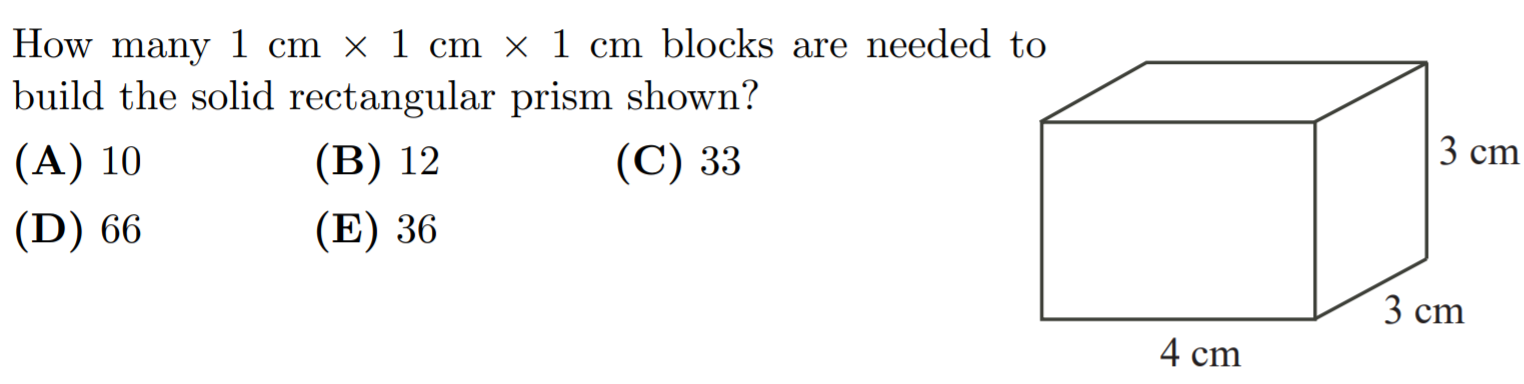 How many 1 cm × 1 cm × 1 cm blocks are needed to
build the solid rectangular prism shown?
(A) 10 (B) 12 (C) 33
(D) 66 (E) 36
3 cm
3 cm
4 cm